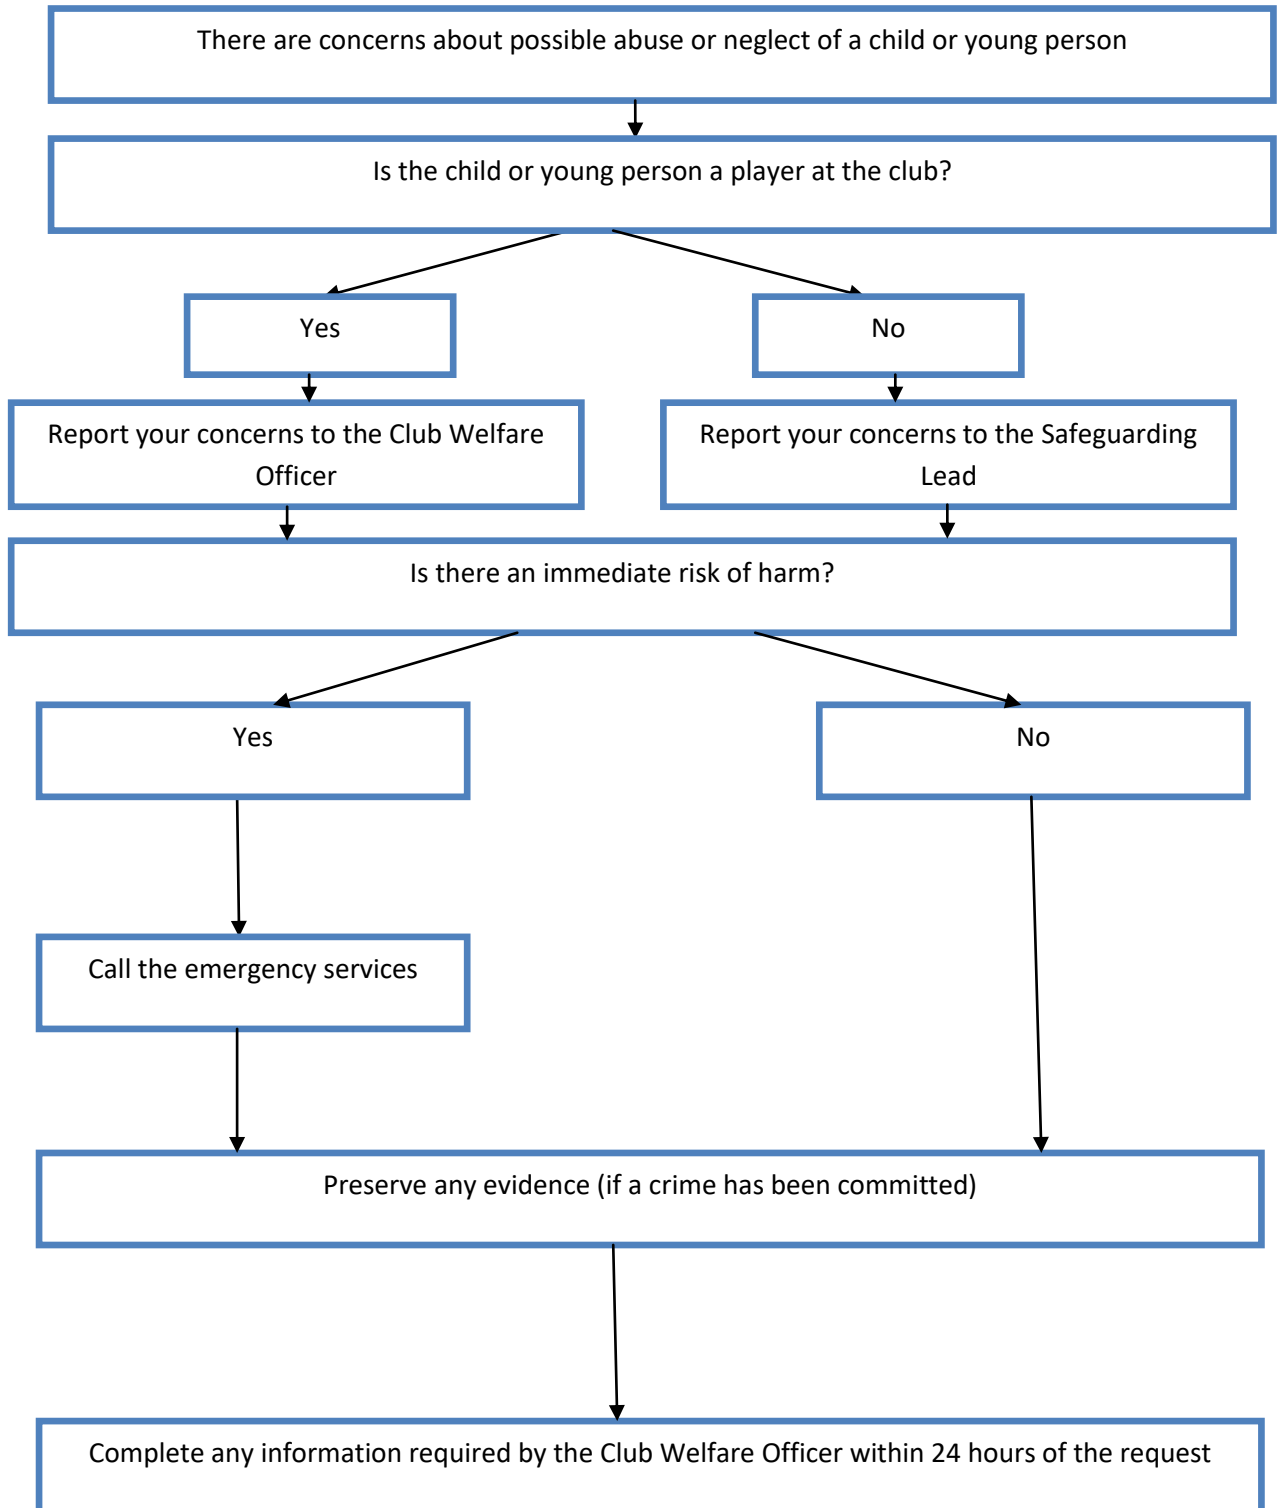 There are concerns about possible abuse or neglect of a child or young person
Is the child or young person a player at the club?
Yes
No
Report your concerns to the Club Welfare
Officer
Report your concerns to the Safeguarding
Lead
Is there an immediate risk of harm?
Yes
No
Call the emergency services
Preserve any evidence (if a crime has been committed)
Complete any information required by the Club Welfare Officer within 24 hours of the request